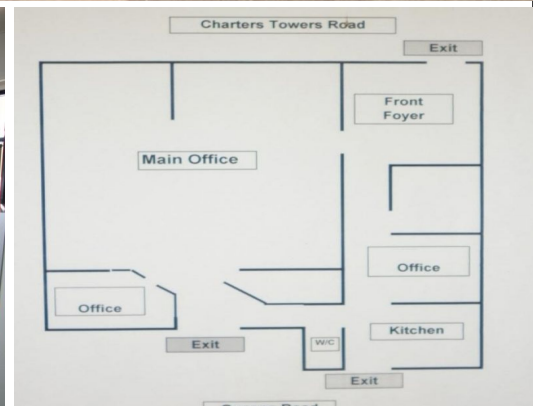 Charters Towers Road
Exit
Front
Foyer
Main Office
Office
Office
Kitchen
W/C
Exit
Exit